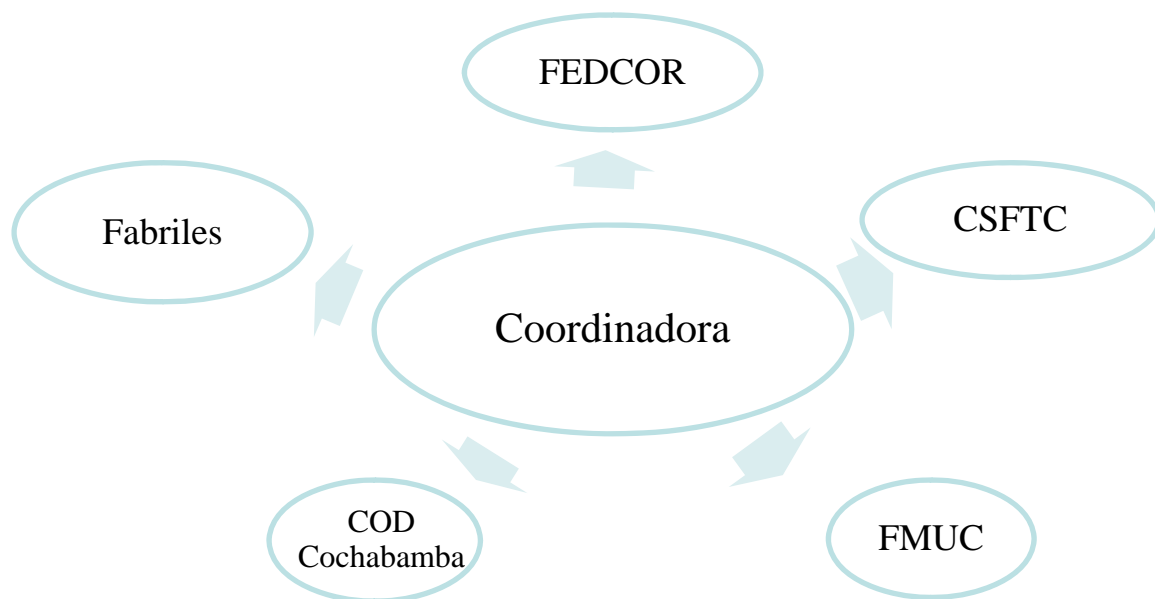 FEDCOR
Fabriles
CSFTC
Coordinadora
COD
Cochabamba
FMUC